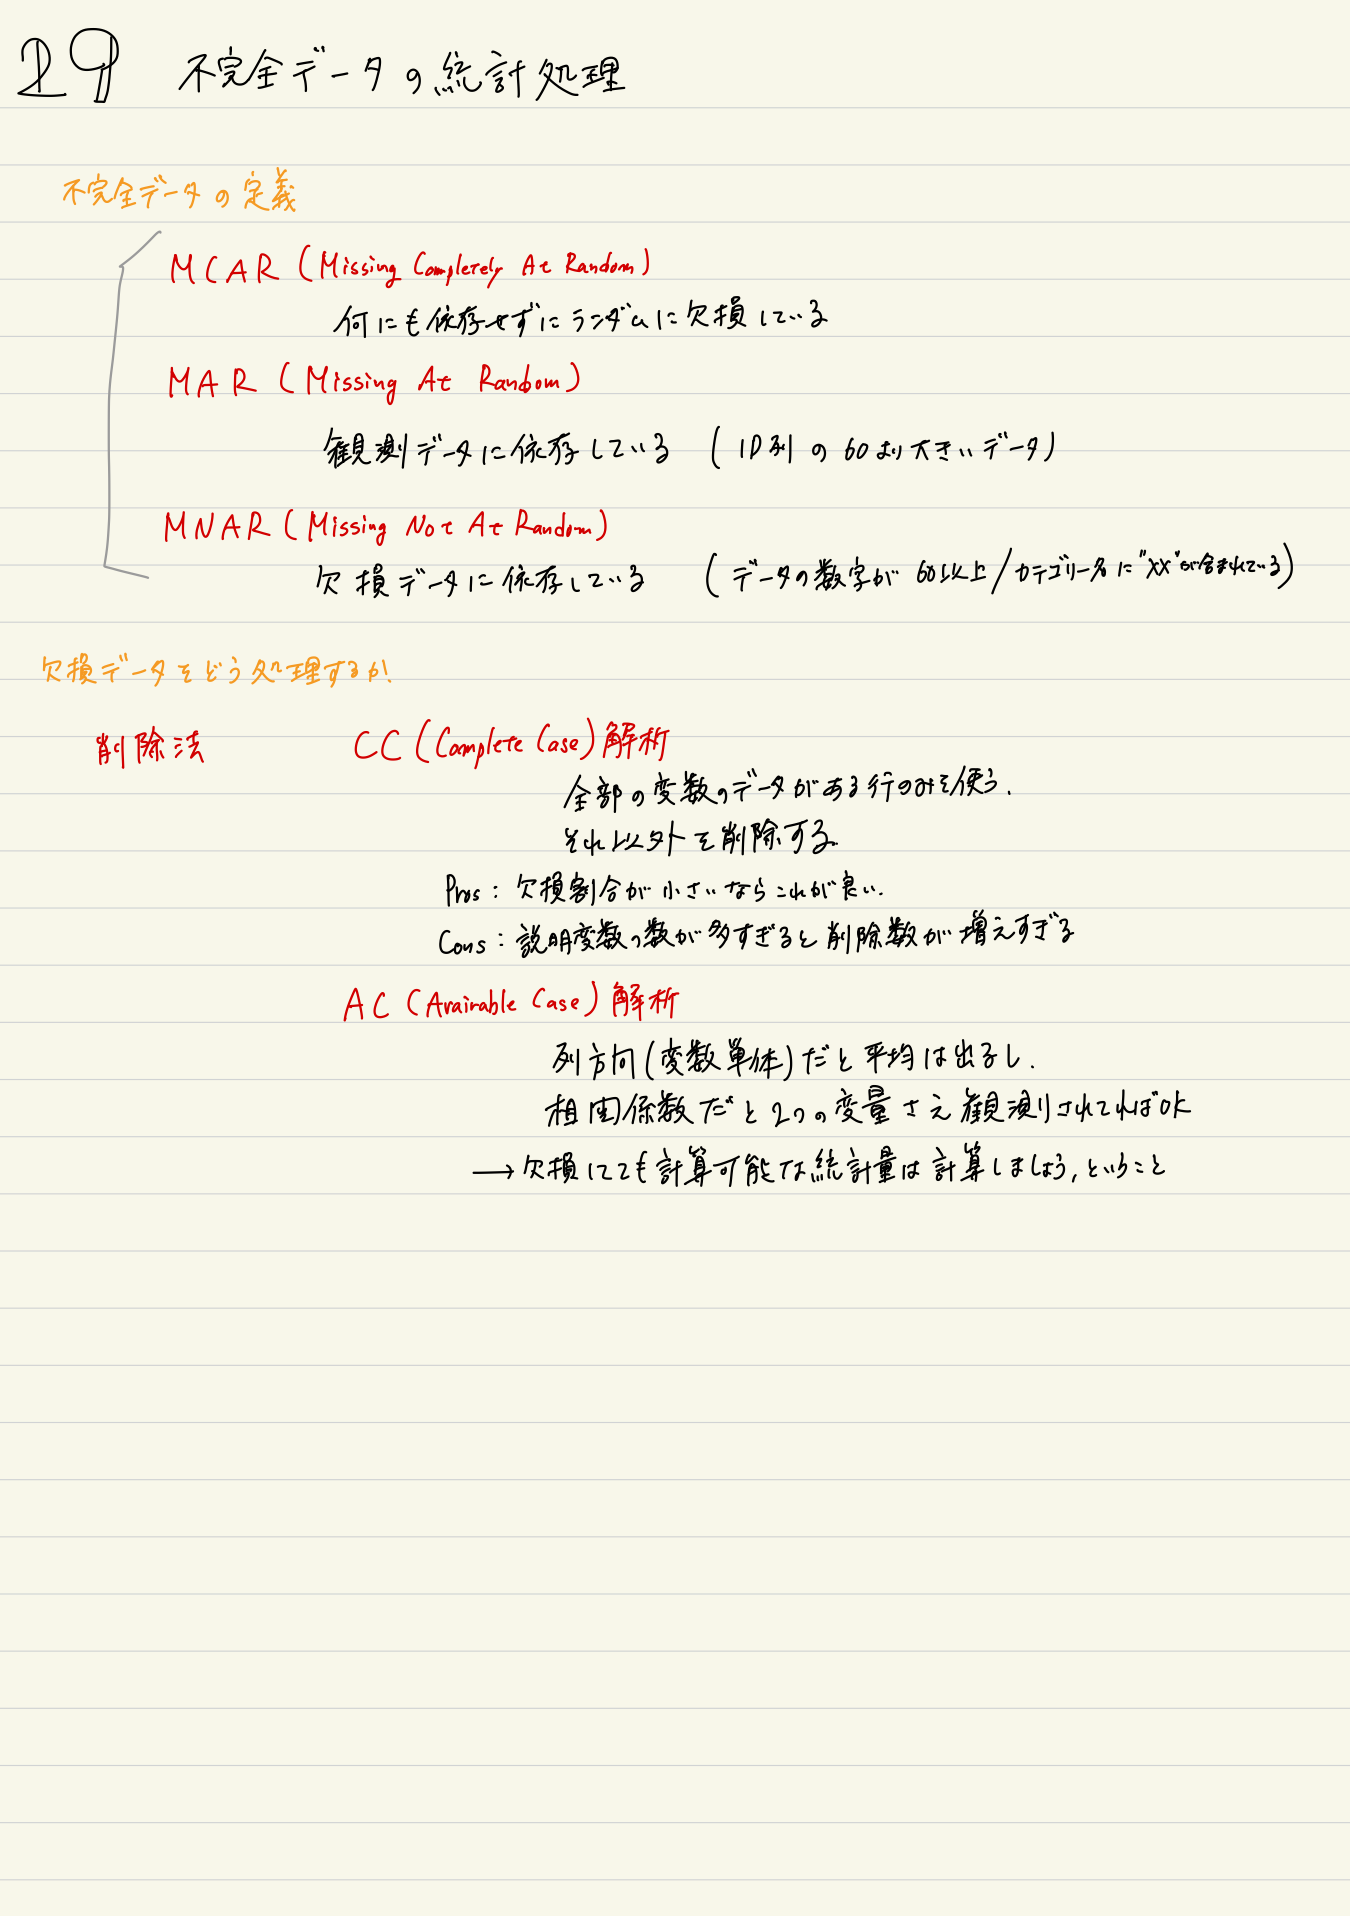 29 不完全データの統計処理
不完全データの定義
MCAR (Missing Completely At Random)
何にも依存せずにランダムに欠損している
MAR (Missing At Random)
観測データに依存している (ID列の60より大きいデータ)
MNAR (Missing Not At Random)
欠損データに依存している (データの数字が60以上/カテゴリー名に"XX"が含まれている)
欠損データをどう処理するか.
削除法 CC (Complete Case) 解析
全部の変数のデータがある行のみを使う.
それ以外を削除する.
Pros: 欠損割合が小さいならこれが良い.
Cons: 説明変数の数が多すぎると削除数が増えすぎる
AC (Avairable Case) 解析
列方向(変数単体)だと平均は出るし.
相関係数だと2つの変量さえ観測されてればOK
→欠損してても計算可能な統計量は計算しましょう, ということ